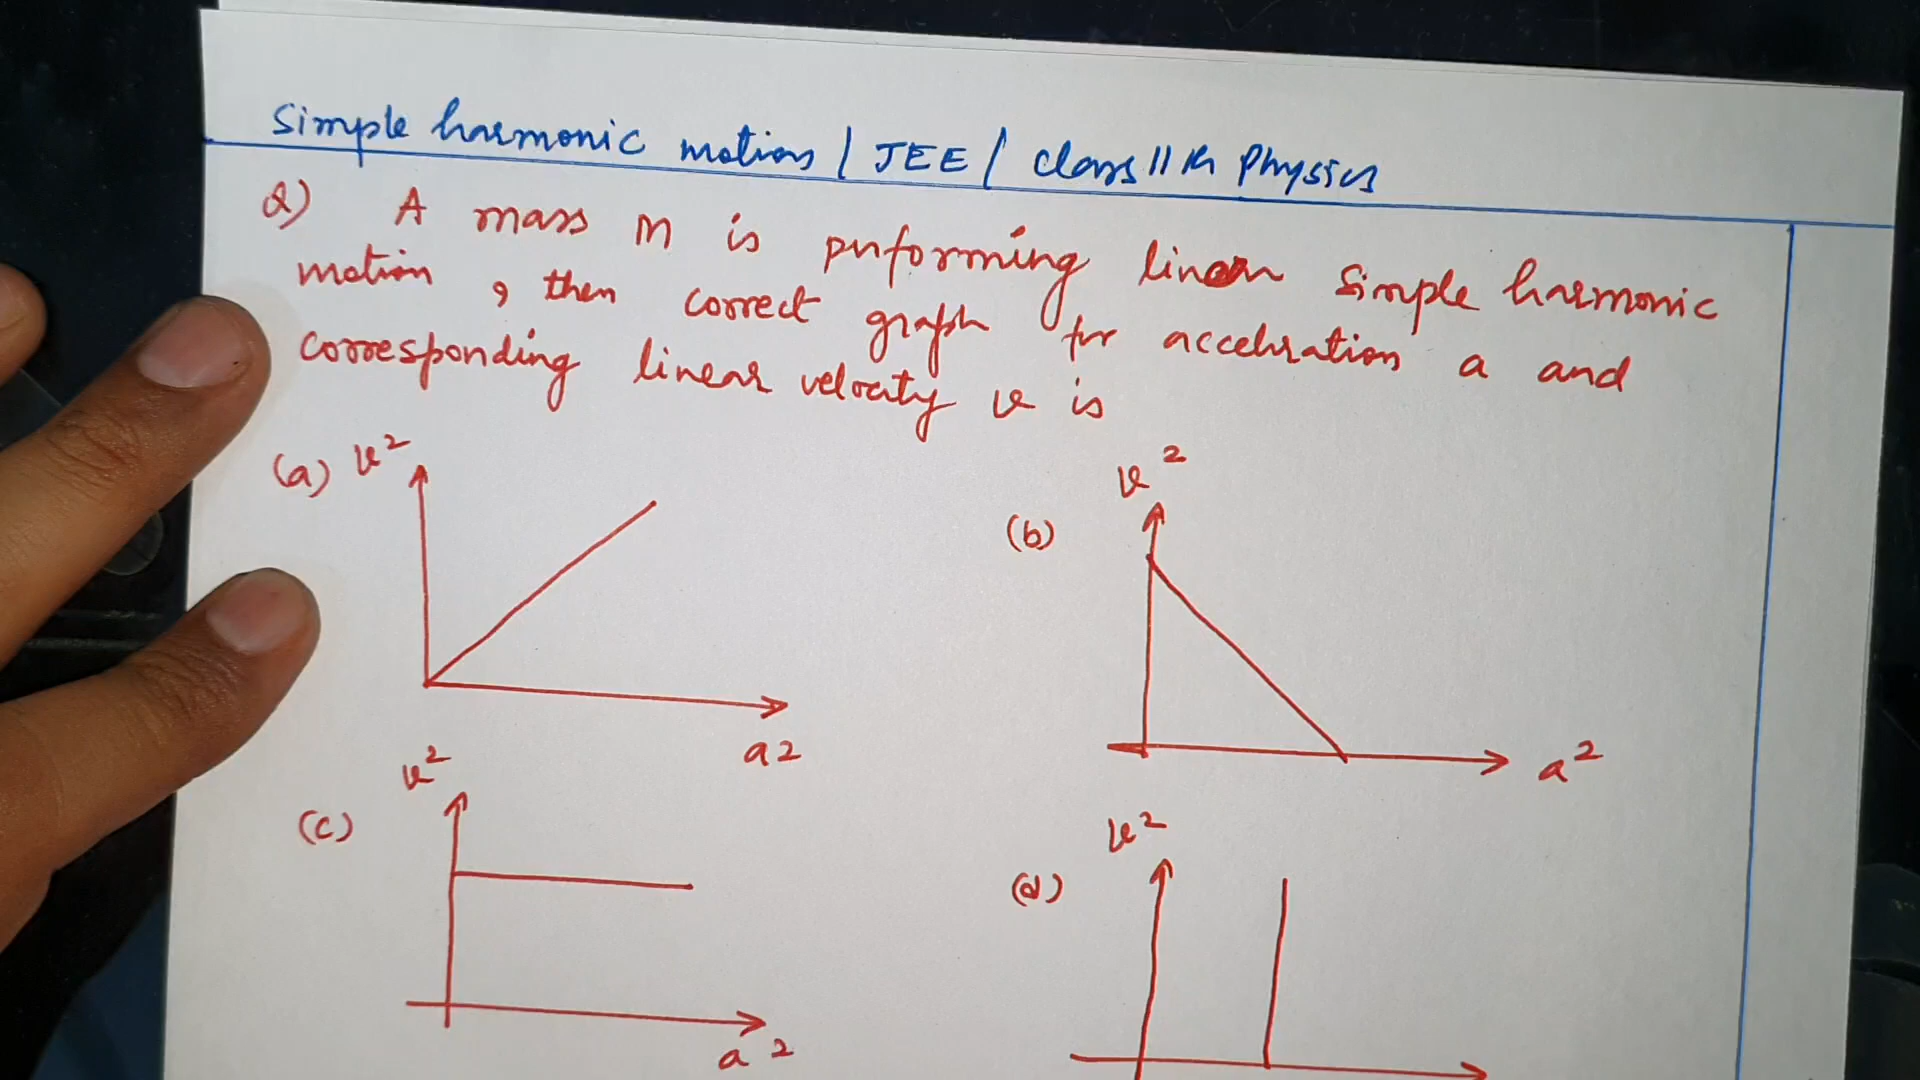 Simple harmonic motion / JEE / class 11th Physics
Q) A mass M is performing linear simple harmonic
motion, then correct graph for acceleration a and
corresponding linear velocity v is
(a) v²
a2
(b) v²
a²
(c) v²
a²
(d) v²